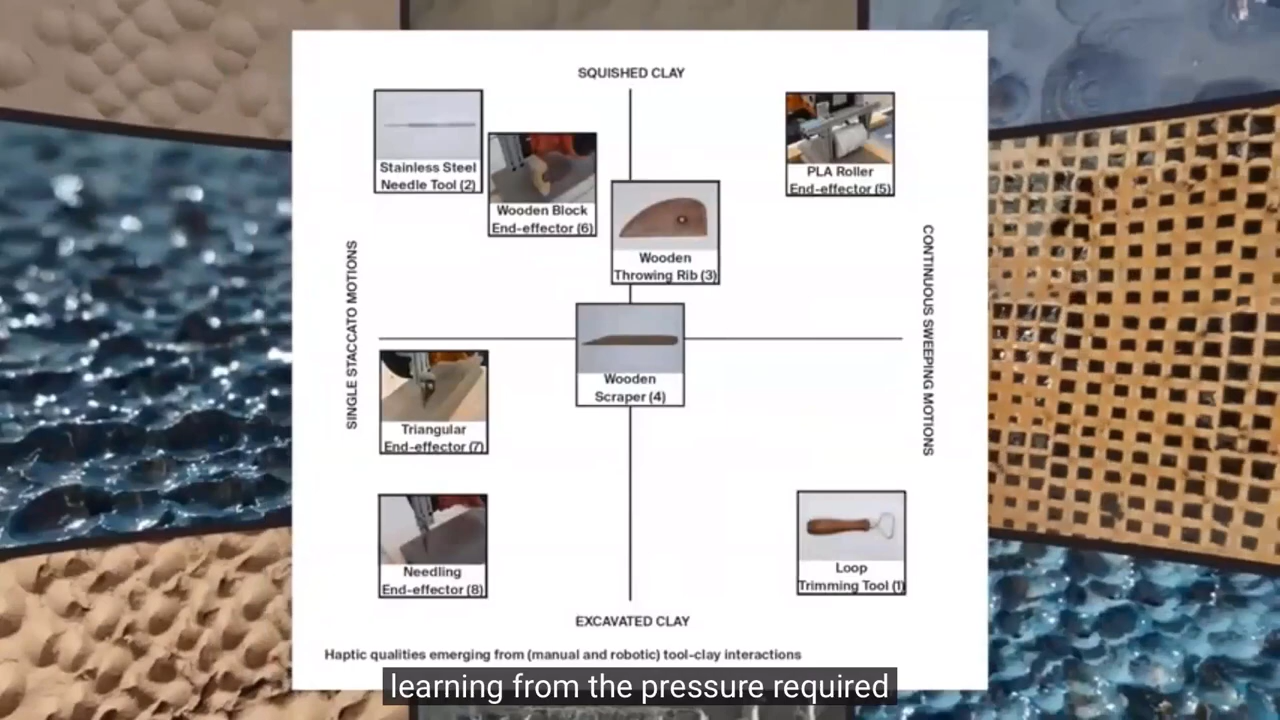 SQUISHED CLAY
Stainless Steel
Needle Tool (2)
Wooden Block
End-effector (6)
PLA Roller
End-effector (5)
Wooden
Throwing Rib (3)
SINGLE STACCATO MOTIONS
CONTINUOUS SWEEPING MOTIONS
Wooden
Scraper (4)
Triangular
End-effector (7)
Needling
End-effector (8)
Loop
Trimming Tool (1)
EXCAVATED CLAY
Haptic qualities emerging from (manual and robotic) tool-clay interactions
learning from the pressure required